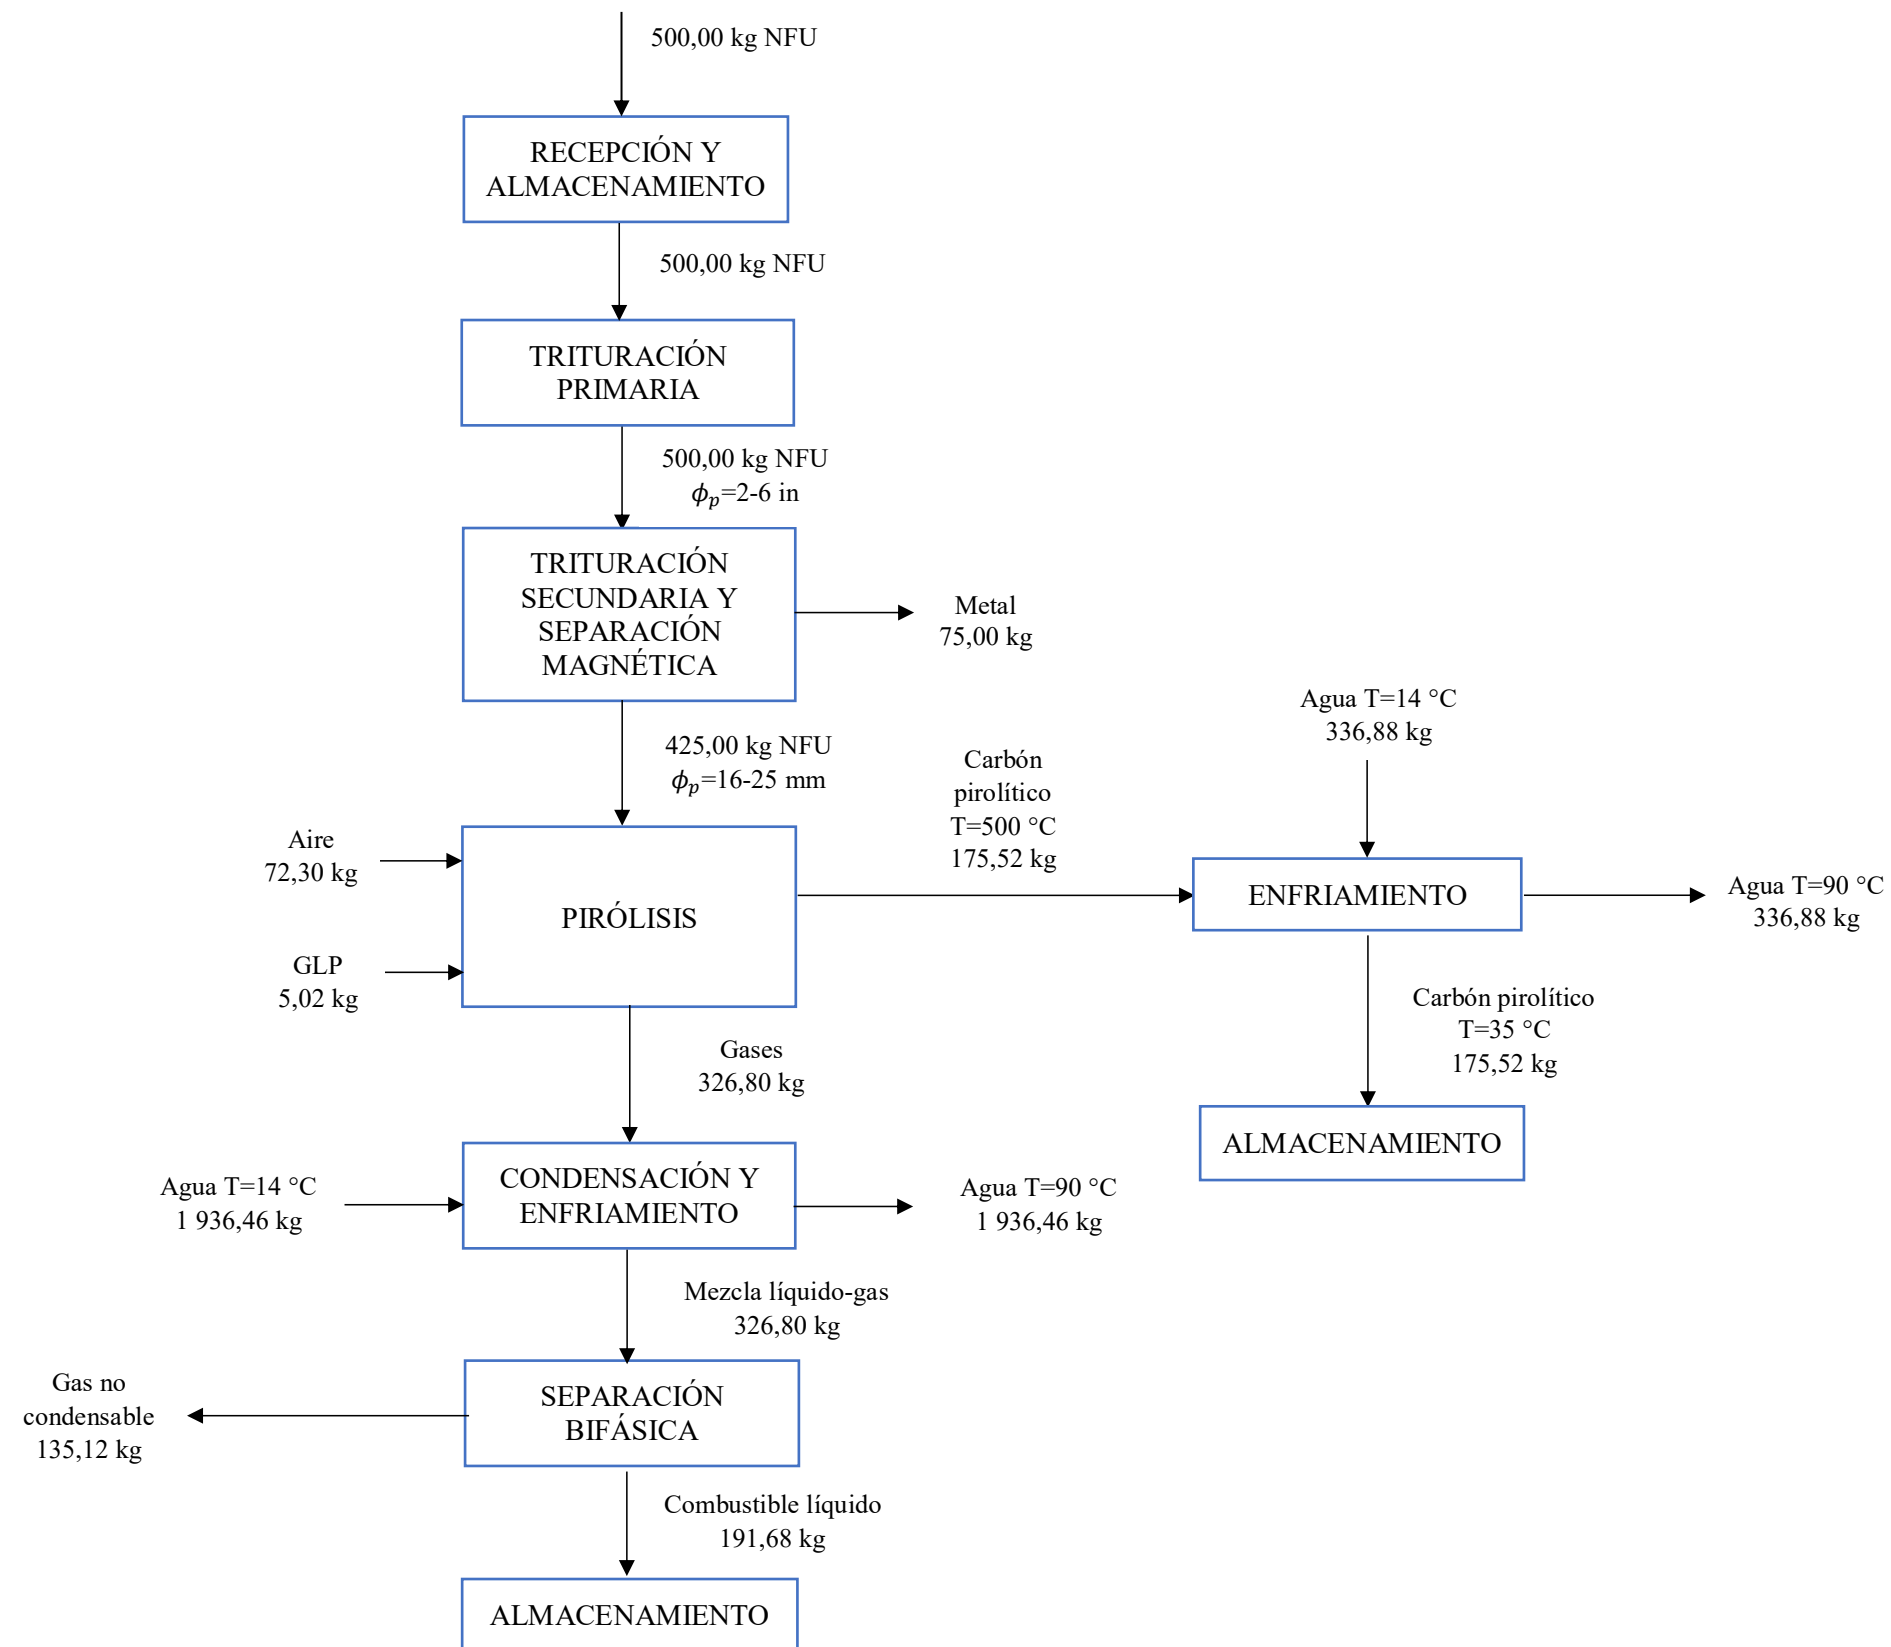 500,00 kg NFU
RECEPCIÓN Y
ALMACENAMIENTO
500,00 kg NFU
TRITURACIÓN
PRIMARIA
500,00 kg NFU
𝜙𝑝=2-6 in
TRITURACIÓN
SECUNDARIA Y
SEPARACIÓN
MAGNÉTICA
Metal
75,00 kg
425,00 kg NFU
𝜙𝑝=16-25 mm
Aire
72,30 kg
GLP
5,02 kg
PIRÓLISIS
Carbón
pirolítico
T=500 °C
175,52 kg
Agua T=14 °C
336,88 kg
ENFRIAMIENTO
Agua T=90 °C
336,88 kg
Carbón pirolítico
T=35 °C
175,52 kg
ALMACENAMIENTO
Gases
326,80 kg
Agua T=14 °C
1 936,46 kg
CONDENSACIÓN Y
ENFRIAMIENTO
Agua T=90 °C
1 936,46 kg
Mezcla líquido-gas
326,80 kg
SEPARACIÓN
BIFÁSICA
Gas no
condensable
135,12 kg
Combustible líquido
191,68 kg
ALMACENAMIENTO